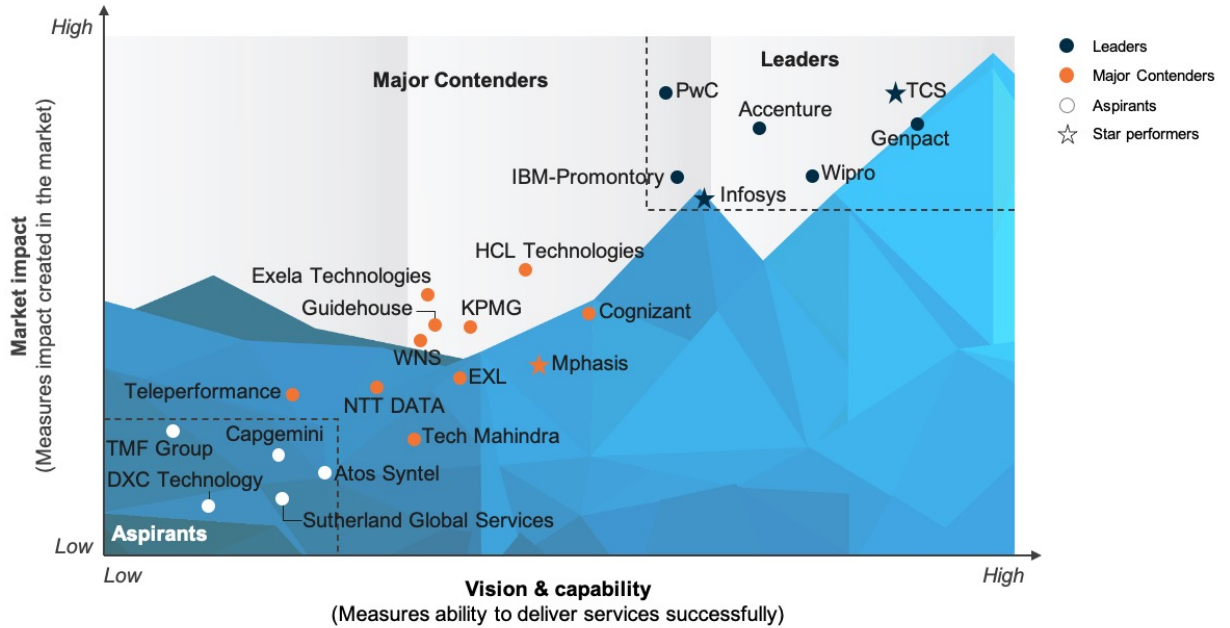 High
Major Contenders
Leaders
PwC
TCS
Accenture
Genpact
IBM-Promontory
Wipro
Infosys
HCL Technologies
Exela Technologies
Guidehouse
KPMG
Cognizant
WNS
Mphasis
EXL
Teleperformance
NTT DATA
Tech Mahindra
Capgemini
TMF Group
Atos Syntel
DXC Technology
Sutherland Global Services
Aspirants
Low
Low
High
Market impact
(Measures impact created in the market)
Vision & capability
(Measures ability to deliver services successfully)
Leaders
Major Contenders
Aspirants
Star performers